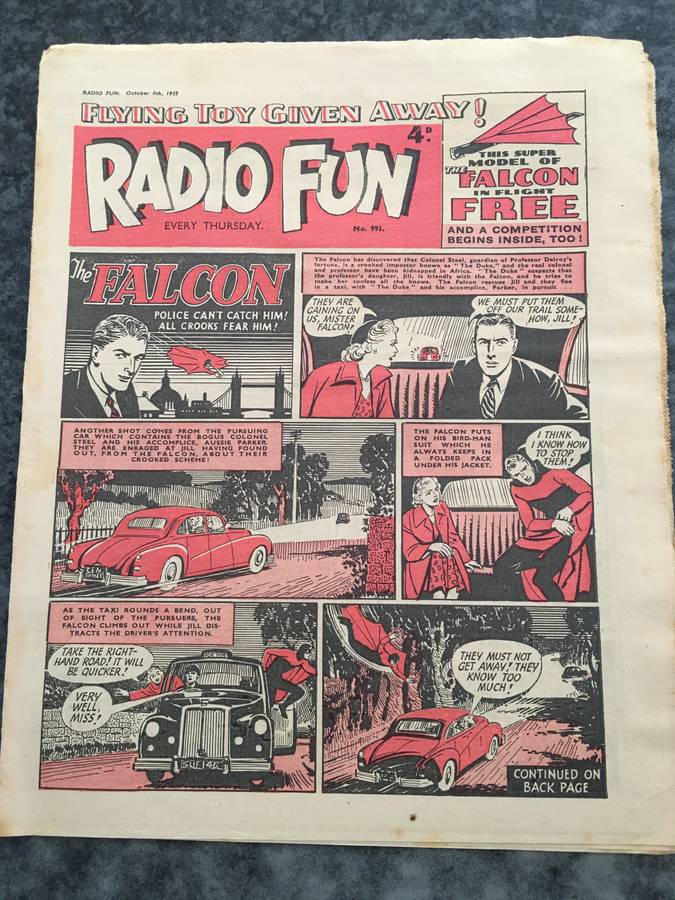 RADIO FUN. October 5th, 1957
FLYING TOY GIVEN AWAY!
RADIO FUN
4D.
EVERY THURSDAY.
No. 991.
THIS SUPER
MODEL OF
THE FALCON
IN FLIGHT
FREE
AND A COMPETITION
BEGINS INSIDE, TOO!
The FALCON
POLICE CAN'T CATCH HIM!
ALL CROOKS FEAR HIM!
The Falcon has discovered that Colonel Steel, guardian of Professor Delroy's
fortune, is a crooked impostor known as "The Duke," and the real colonel
and professor have been kidnapped in Africa. "The Duke" suspects that
the professor's daughter, Jill, is friendly with the Falcon, and he tries to
make her confess all she knows. The Falcon rescues Jill and they flee
in a taxi, with "The Duke" and his accomplice, Parker, in pursuit . . .
THEY ARE
GAINING ON
US, MISTER
FALCON!
WE MUST PUT THEM
OFF OUR TRAIL SOME-
HOW, JILL!
ANOTHER SHOT COMES FROM THE PURSUING
CAR WHICH CONTAINS THE BOGUS COLONEL
STEEL AND HIS ACCOMPLICE, AUSSIE PARKER.
THEY ARE ENRAGED AT JILL HAVING FOUND
OUT, FROM THE FALCON, ABOUT THEIR
CROOKED SCHEME!
THE FALCON PUTS
ON HIS BIRD-MAN
SUIT WHICH HE
ALWAYS KEEPS IN
A FOLDED PACK
UNDER HIS JACKET.
I THINK
I KNOW HOW
TO STOP
THEM!
AS THE TAXI ROUNDS A BEND, OUT
OF SIGHT OF THE PURSUERS, THE
FALCON CLIMBS OUT WHILE JILL DIS-
TRACTS THE DRIVER'S ATTENTION.
TAKE THE RIGHT-
HAND ROAD! IT WILL
BE QUICKER!
VERY
WELL,
MISS!
THEY MUST NOT
GET AWAY! THEY
KNOW TOO
MUCH!
CONTINUED ON
BACK PAGE